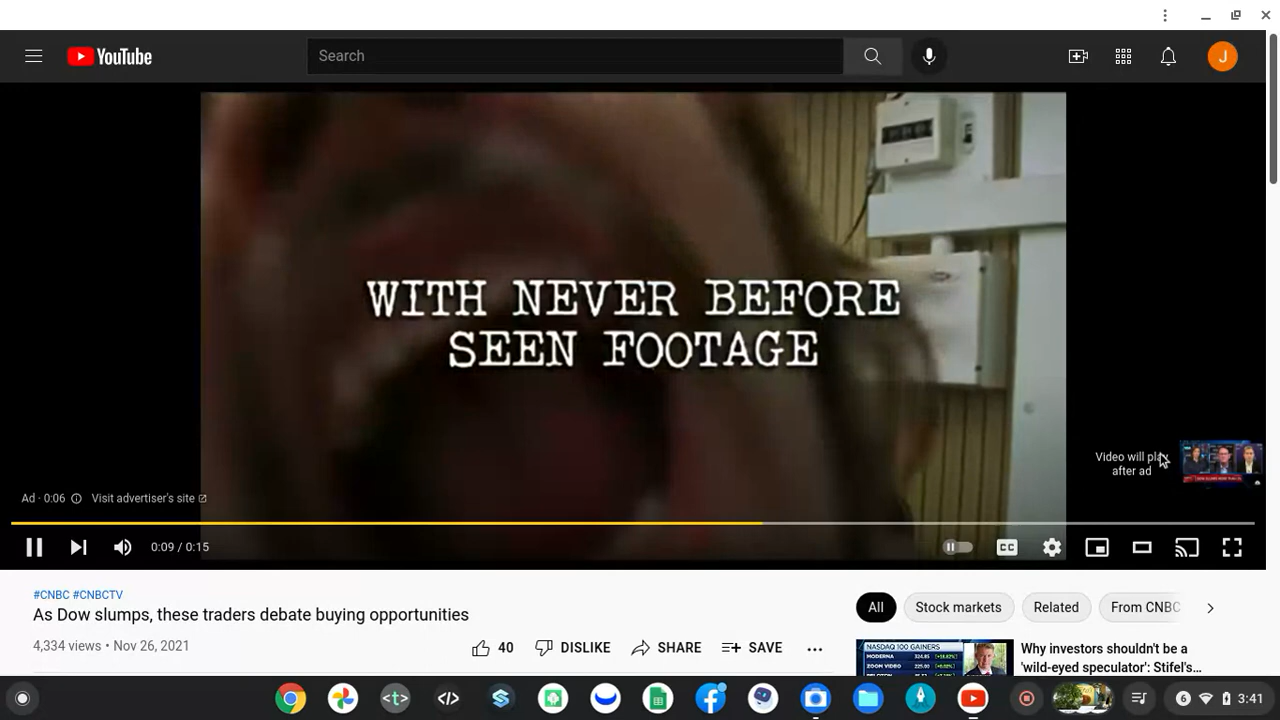 YouTube
Search
J
WITH NEVER BEFORE
SEEN FOOTAGE
Video will play
after ad
Ad · 0:06
Visit advertiser's site
0:09 / 0:15
CC
#CNBC #CNBCTV
As Dow slumps, these traders debate buying opportunities
4,334 views • Nov 26, 2021
40
DISLIKE
SHARE
SAVE
All
Stock markets
Related
From CNBC
NASDAQ 100 GAINERS
MODERNA
ZOOM VIDEO
Why investors shouldn't be a
'wild-eyed speculator': Stifel's...
<t>
</>
6
3:41